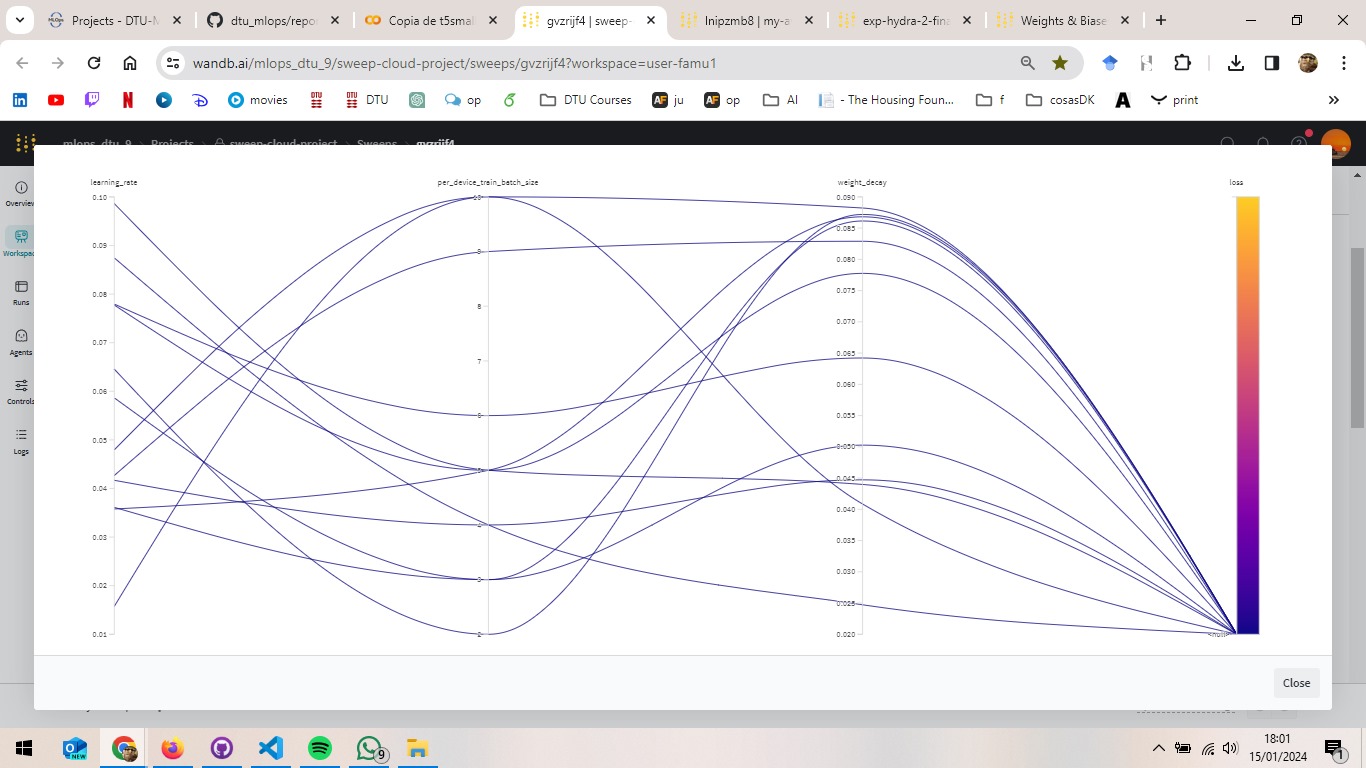 Projects - DTU-M
dtu_mlops/repo
Copia de t5smal
gvzrijf4 | sweep-
lnipzmb8 | my-a
exp-hydra-2-fina
Weights & Biase
wandb.ai/mlops_dtu_9/sweep-cloud-project/sweeps/gvzrijf4?workspace=user-famu1
movies
DTU
op
DTU Courses
ju
op
AI
- The Housing Foun...
f
cosasDK
print
mlops_dtu_9 > Projects > sweep-cloud-project > Sweeps > gvzrijf4
Overview
Workspac
Runs
Agents
Controls
Logs
learning_rate
per_device_train_batch_size
weight_decay
loss
0.10
0.09
0.08
0.07
0.06
0.05
0.04
0.03
0.02
0.01
10
9
8
7
6
5
4
3
2
0.090
0.085
0.080
0.075
0.070
0.065
0.060
0.055
0.050
0.045
0.040
0.035
0.030
0.025
0.020
<null>
Close
NEW
9
18:01
15/01/2024
1